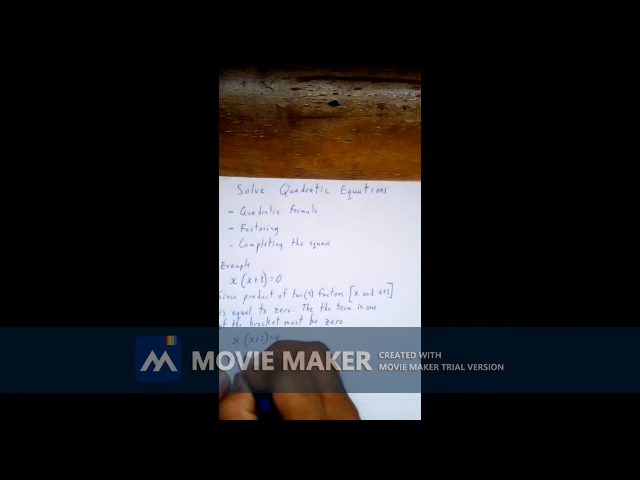 Solve Quadratic Equations
- Quadratic Formula
- Factoring
- Completing the square
Example
x(x+3)=0
Since product of two(2) factors [x and x+3]
is equal to zero. The the term in one
of the bracket must be zero
x(x+3)=0
MOVIE MAKER
CREATED WITH
MOVIE MAKER TRIAL VERSION